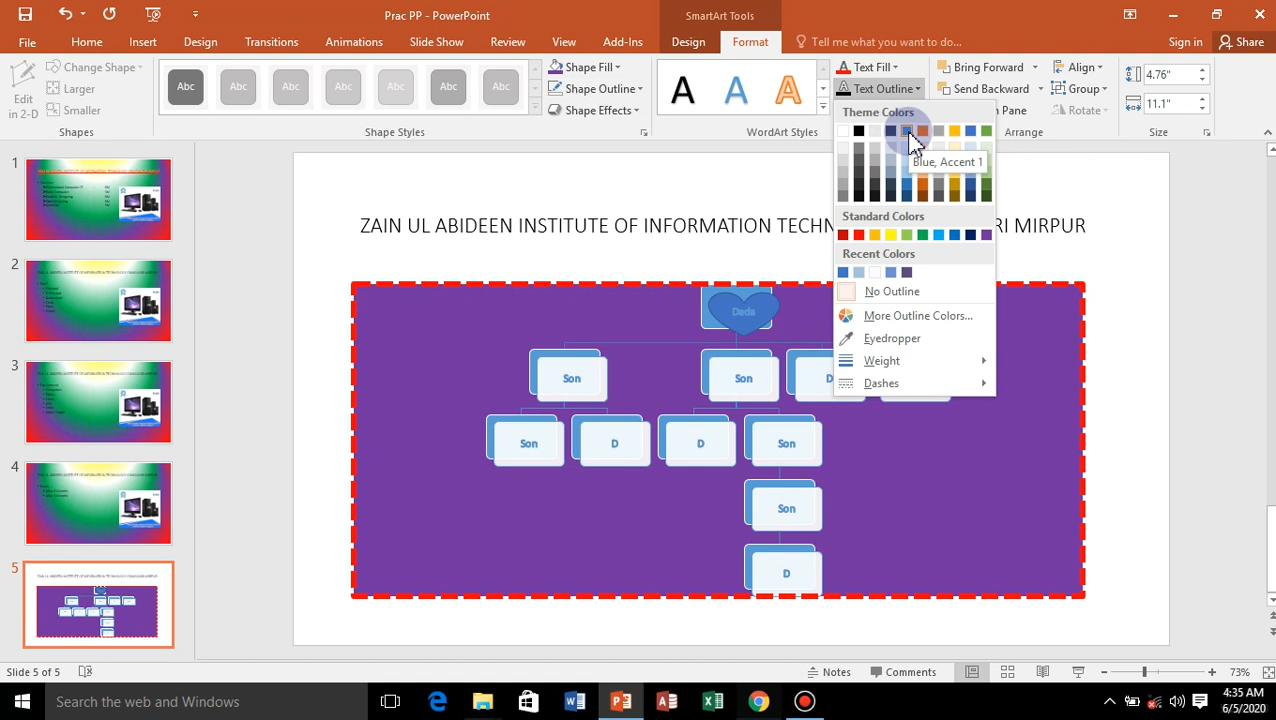 Prac PP - PowerPoint
SmartArt Tools
File
Home
Insert
Design
Transitions
Animations
Slide Show
Review
View
Add-Ins
Design
Format
Tell me what you want to do...
Sign in
Share
Edit in 2-D
Change Shape
Larger
Smaller
Shapes
Abc
Abc
Abc
Abc
Abc
Abc
Abc
Shape Fill
Shape Outline
Shape Effects
Shape Styles
A
A
A
WordArt Styles
Text Fill
Text Outline
Bring Forward
Send Backward
n Pane
Align
Group
Rotate
Arrange
4.76"
11.1"
Size
Theme Colors
Blue, Accent 1
Standard Colors
Recent Colors
No Outline
More Outline Colors...
Eyedropper
Weight
Dashes
1
2
3
4
5
ZAIN UL ABIDEEN INSTITUTE OF INFORMATION TECHN
RI MIRPUR
Dada
Son
Son
D
Son
D
D
Son
Son
D
Slide 5 of 5
Notes
Comments
73%
Search the web and Windows
4:35 AM
6/5/2020